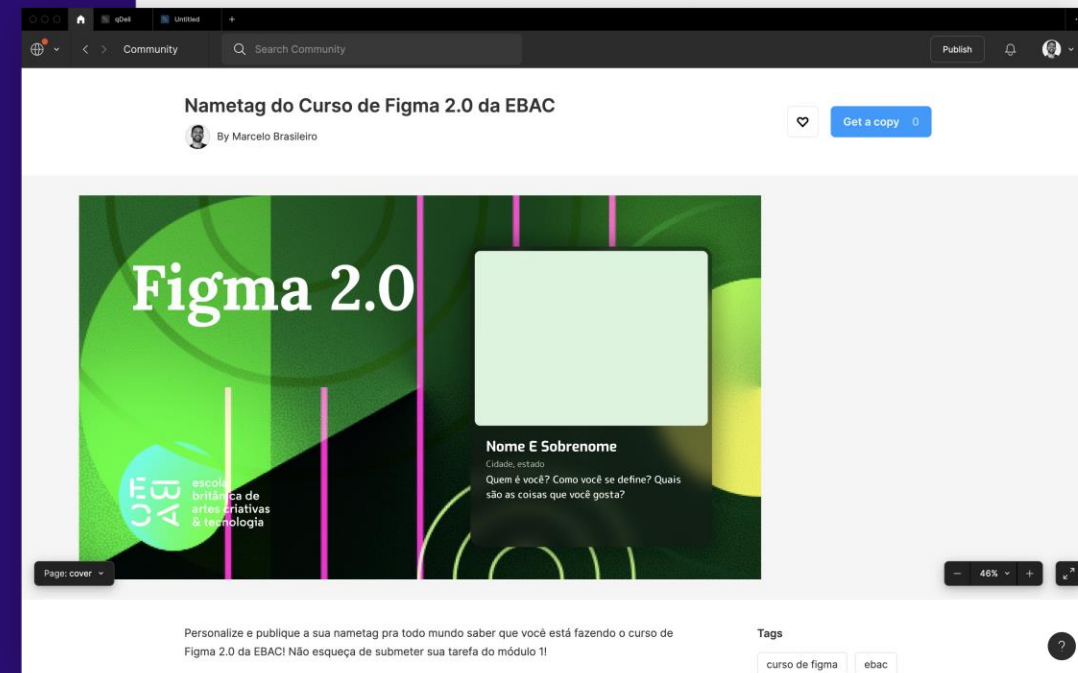 qDeli
Untitled
+
Community
Search Community
Publish
Nametag do Curso de Figma 2.0 da EBAC
By Marcelo Brasileiro
Get a copy 0
Figma 2.0
Nome E Sobrenome
Cidade, estado
Quem é você? Como você se define? Quais
são as coisas que você gosta?
EBAC
escola
britânica de
artes criativas
& tecnologia
Page: cover
− 46% +
Personalize e publique a sua nametag pra todo mundo saber que você está fazendo o curso de
Figma 2.0 da EBAC! Não esqueça de submeter sua tarefa do módulo 1!
Tags
curso de figma
ebac
?